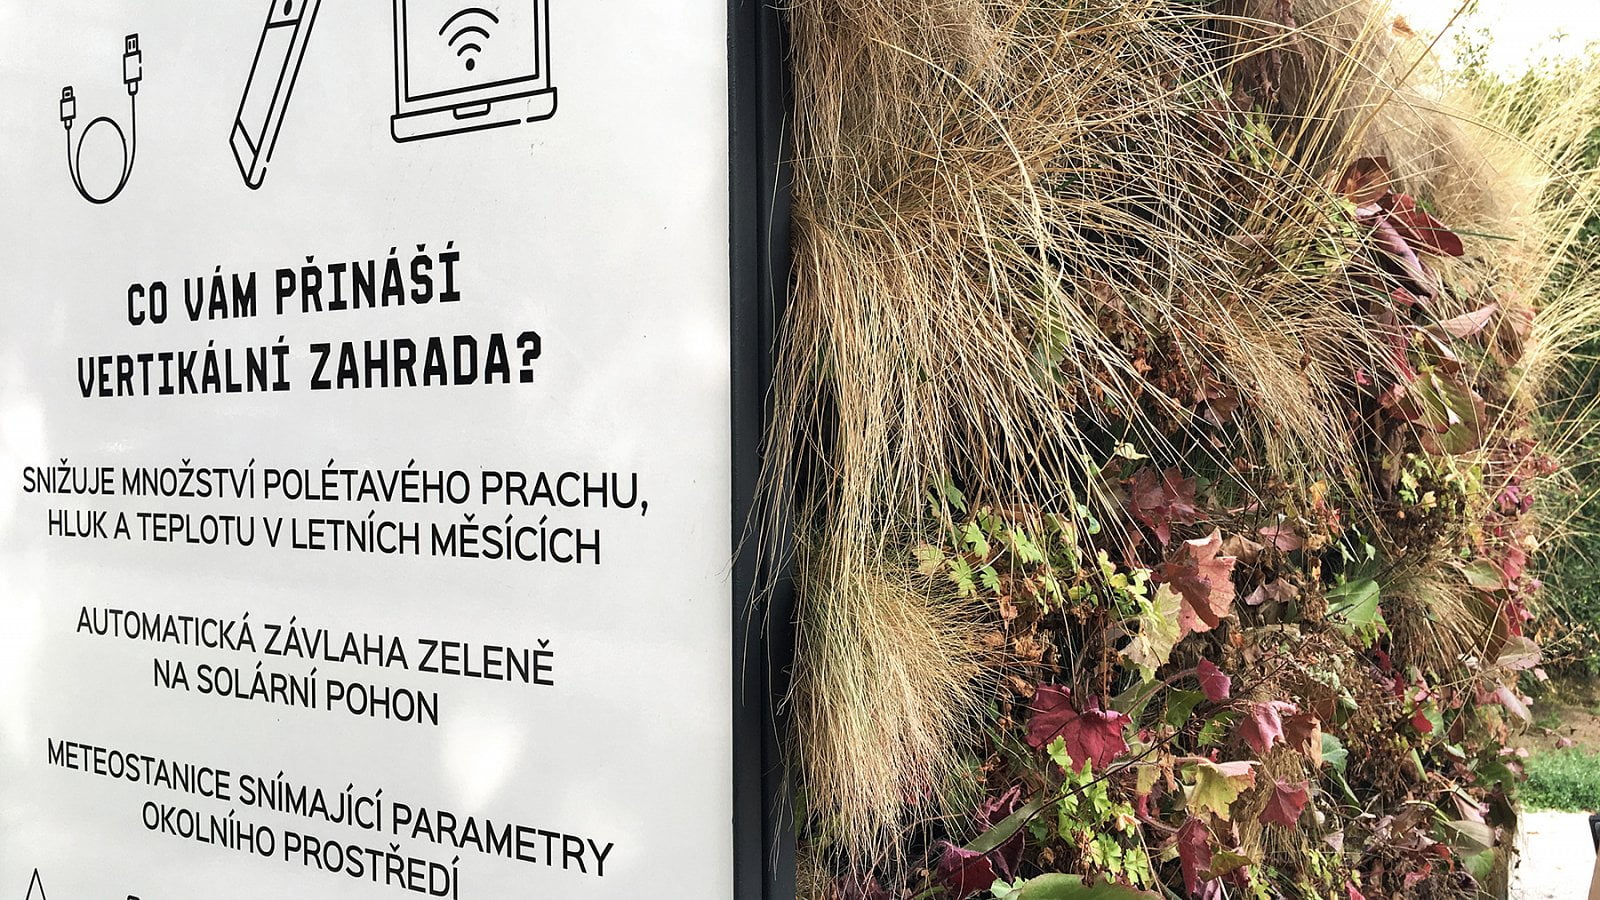 CO VÁM PŘINÁŠÍ
VERTIKÁLNÍ ZAHRADA?
SNIŽUJE MNOŽSTVÍ POLÉTAVÉHO PRACHU,
HLUK A TEPLOTU V LETNÍCH MĚSÍCÍCH
AUTOMATICKÁ ZÁVLAHA ZELENĚ
NA SOLÁRNÍ POHON
METEOSTANICE SNÍMAJÍCÍ PARAMETRY
OKOLNÍHO PROSTŘEDÍ